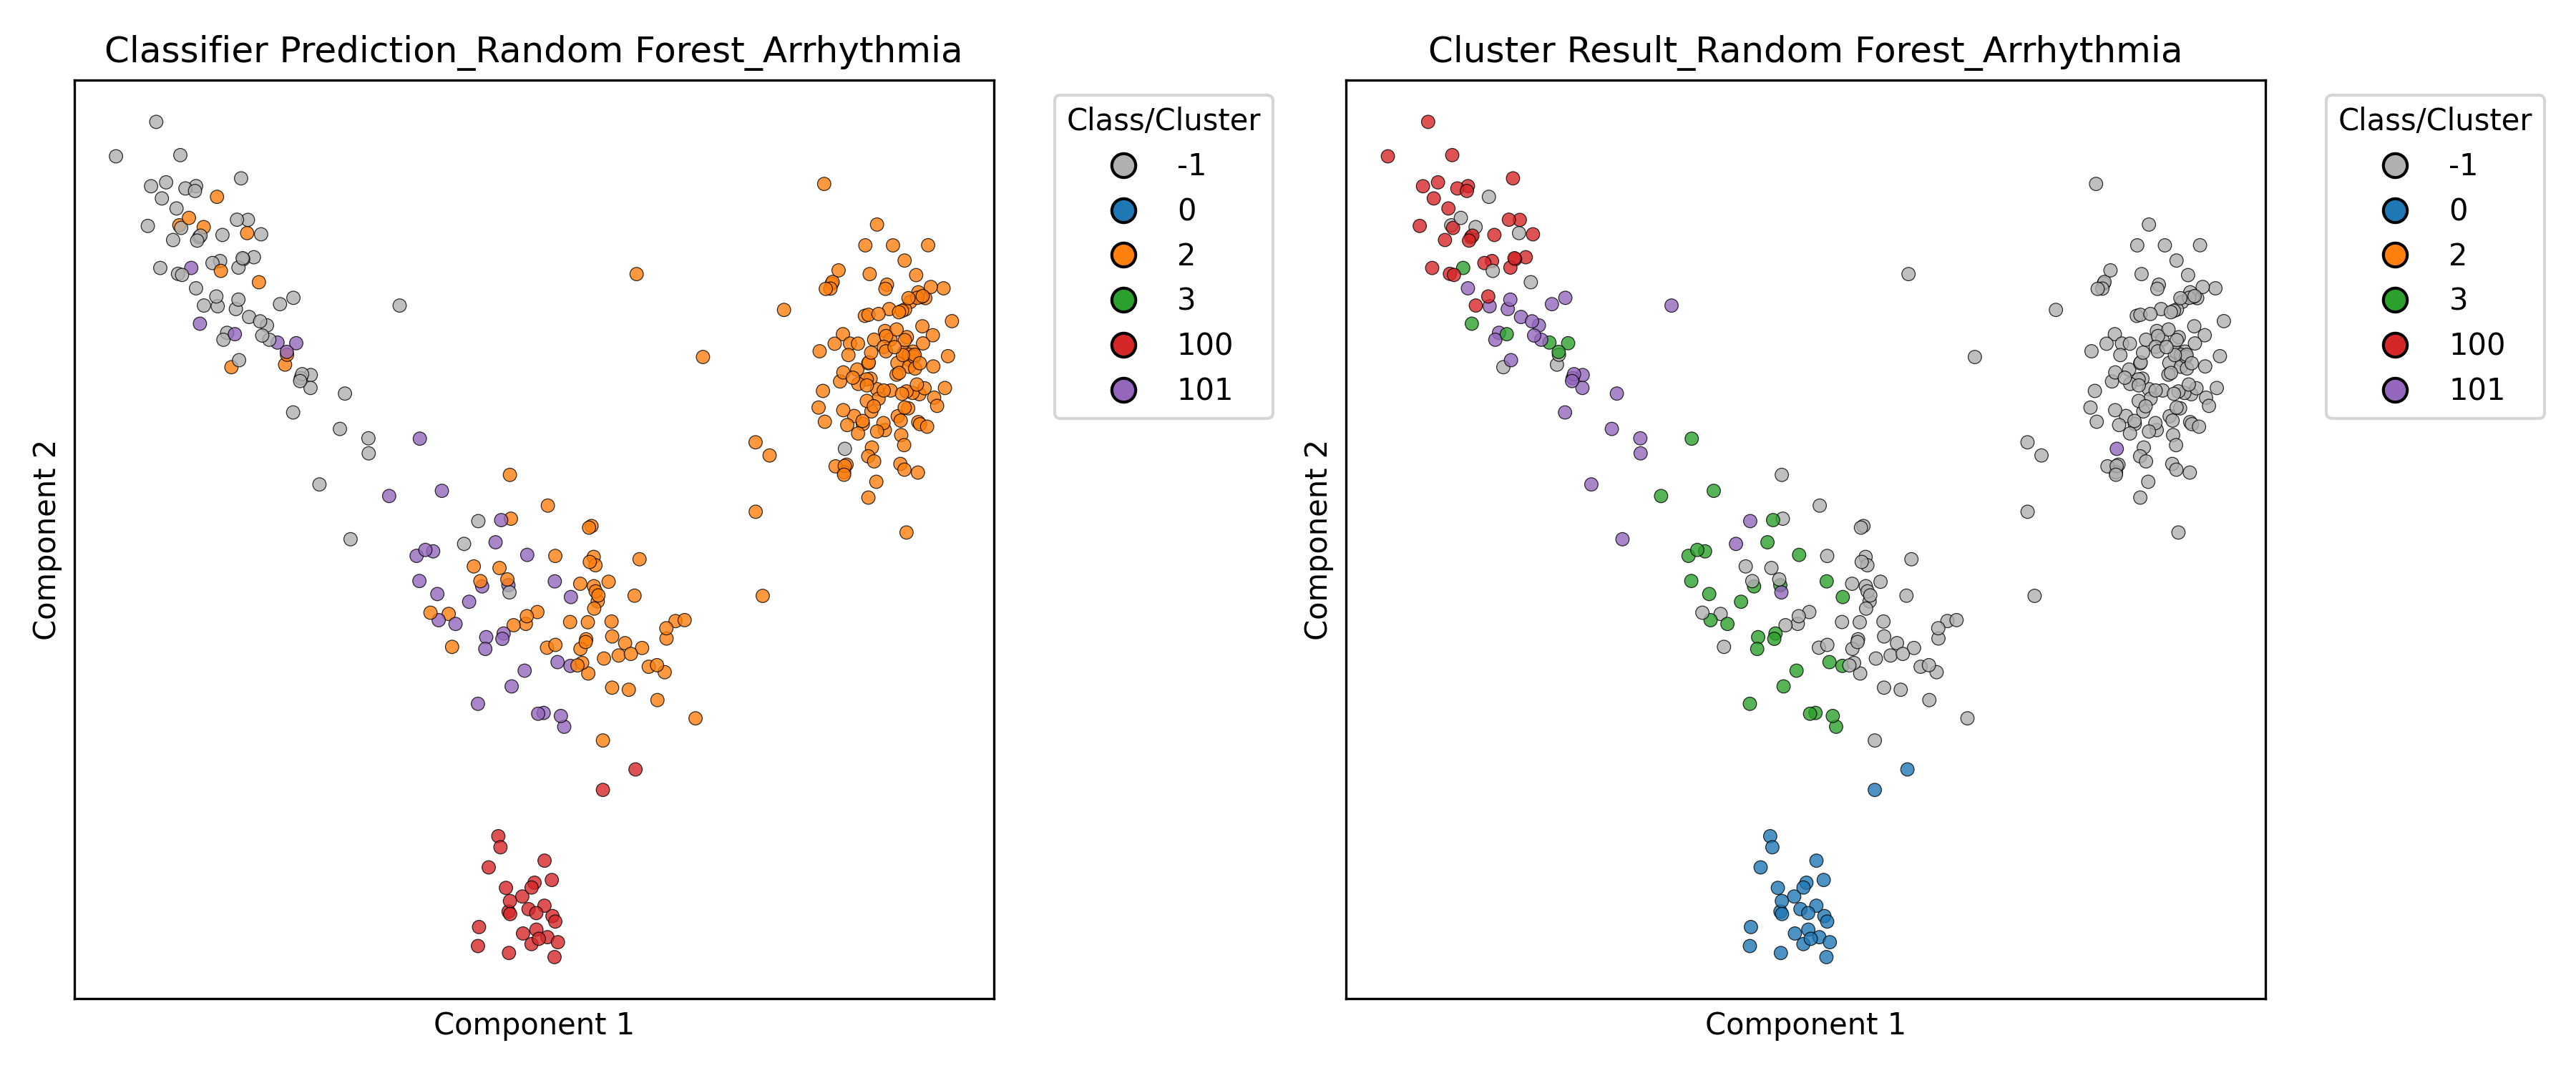 Classifier Prediction_Random Forest_Arrhythmia
Component 2
Component 1
Class/Cluster
-1
0
2
3
100
101
Cluster Result_Random Forest_Arrhythmia
Component 2
Component 1
Class/Cluster
-1
0
2
3
100
101